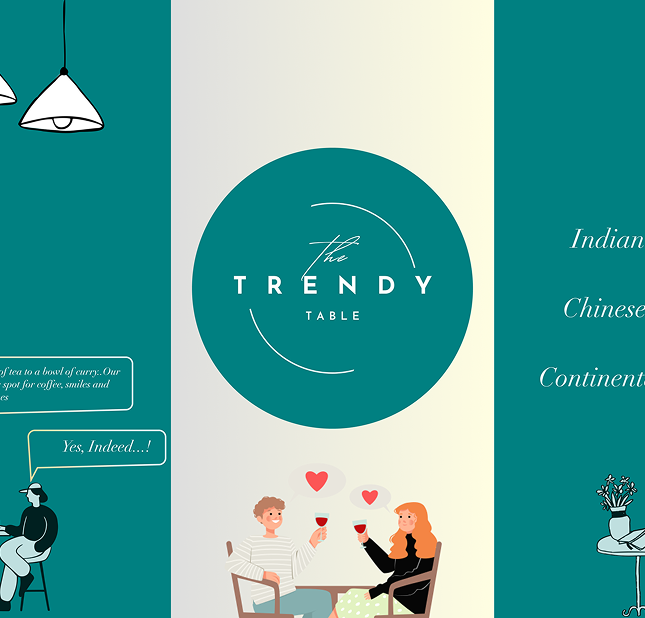 of tea to a bowl of curry..Our
spot for coffee, smiles and
Yes, Indeed...!
the
TRENDY
TABLE
Indian
Chinese